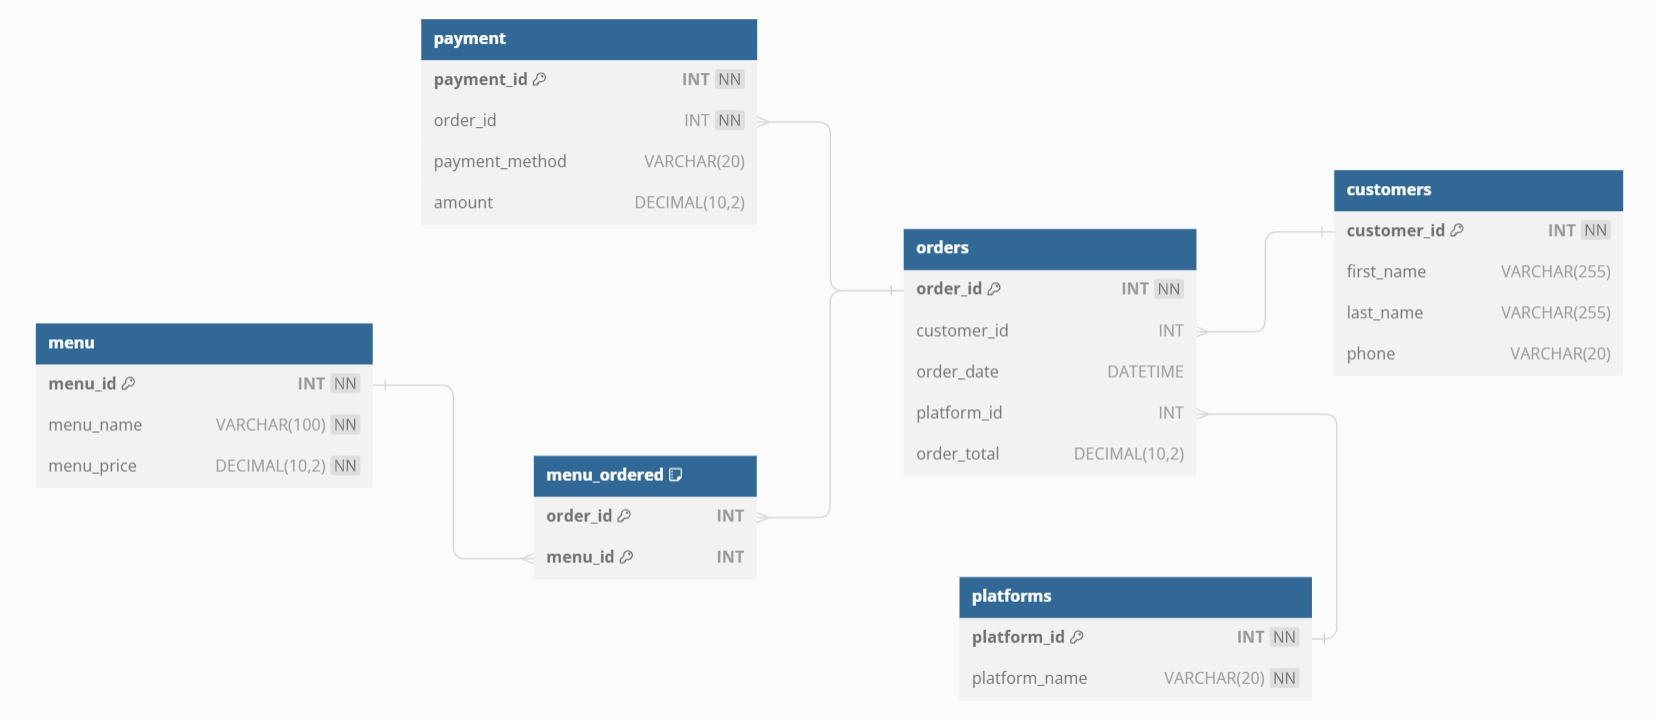 payment
payment_id INT NN
order_id INT NN
payment_method VARCHAR(20)
amount DECIMAL(10,2)
customers
customer_id INT NN
first_name VARCHAR(255)
last_name VARCHAR(255)
phone VARCHAR(20)
orders
order_id INT NN
customer_id INT
order_date DATETIME
platform_id INT
order_total DECIMAL(10,2)
menu
menu_id INT NN
menu_name VARCHAR(100) NN
menu_price DECIMAL(10,2) NN
menu_ordered
order_id INT
menu_id INT
platforms
platform_id INT NN
platform_name VARCHAR(20) NN